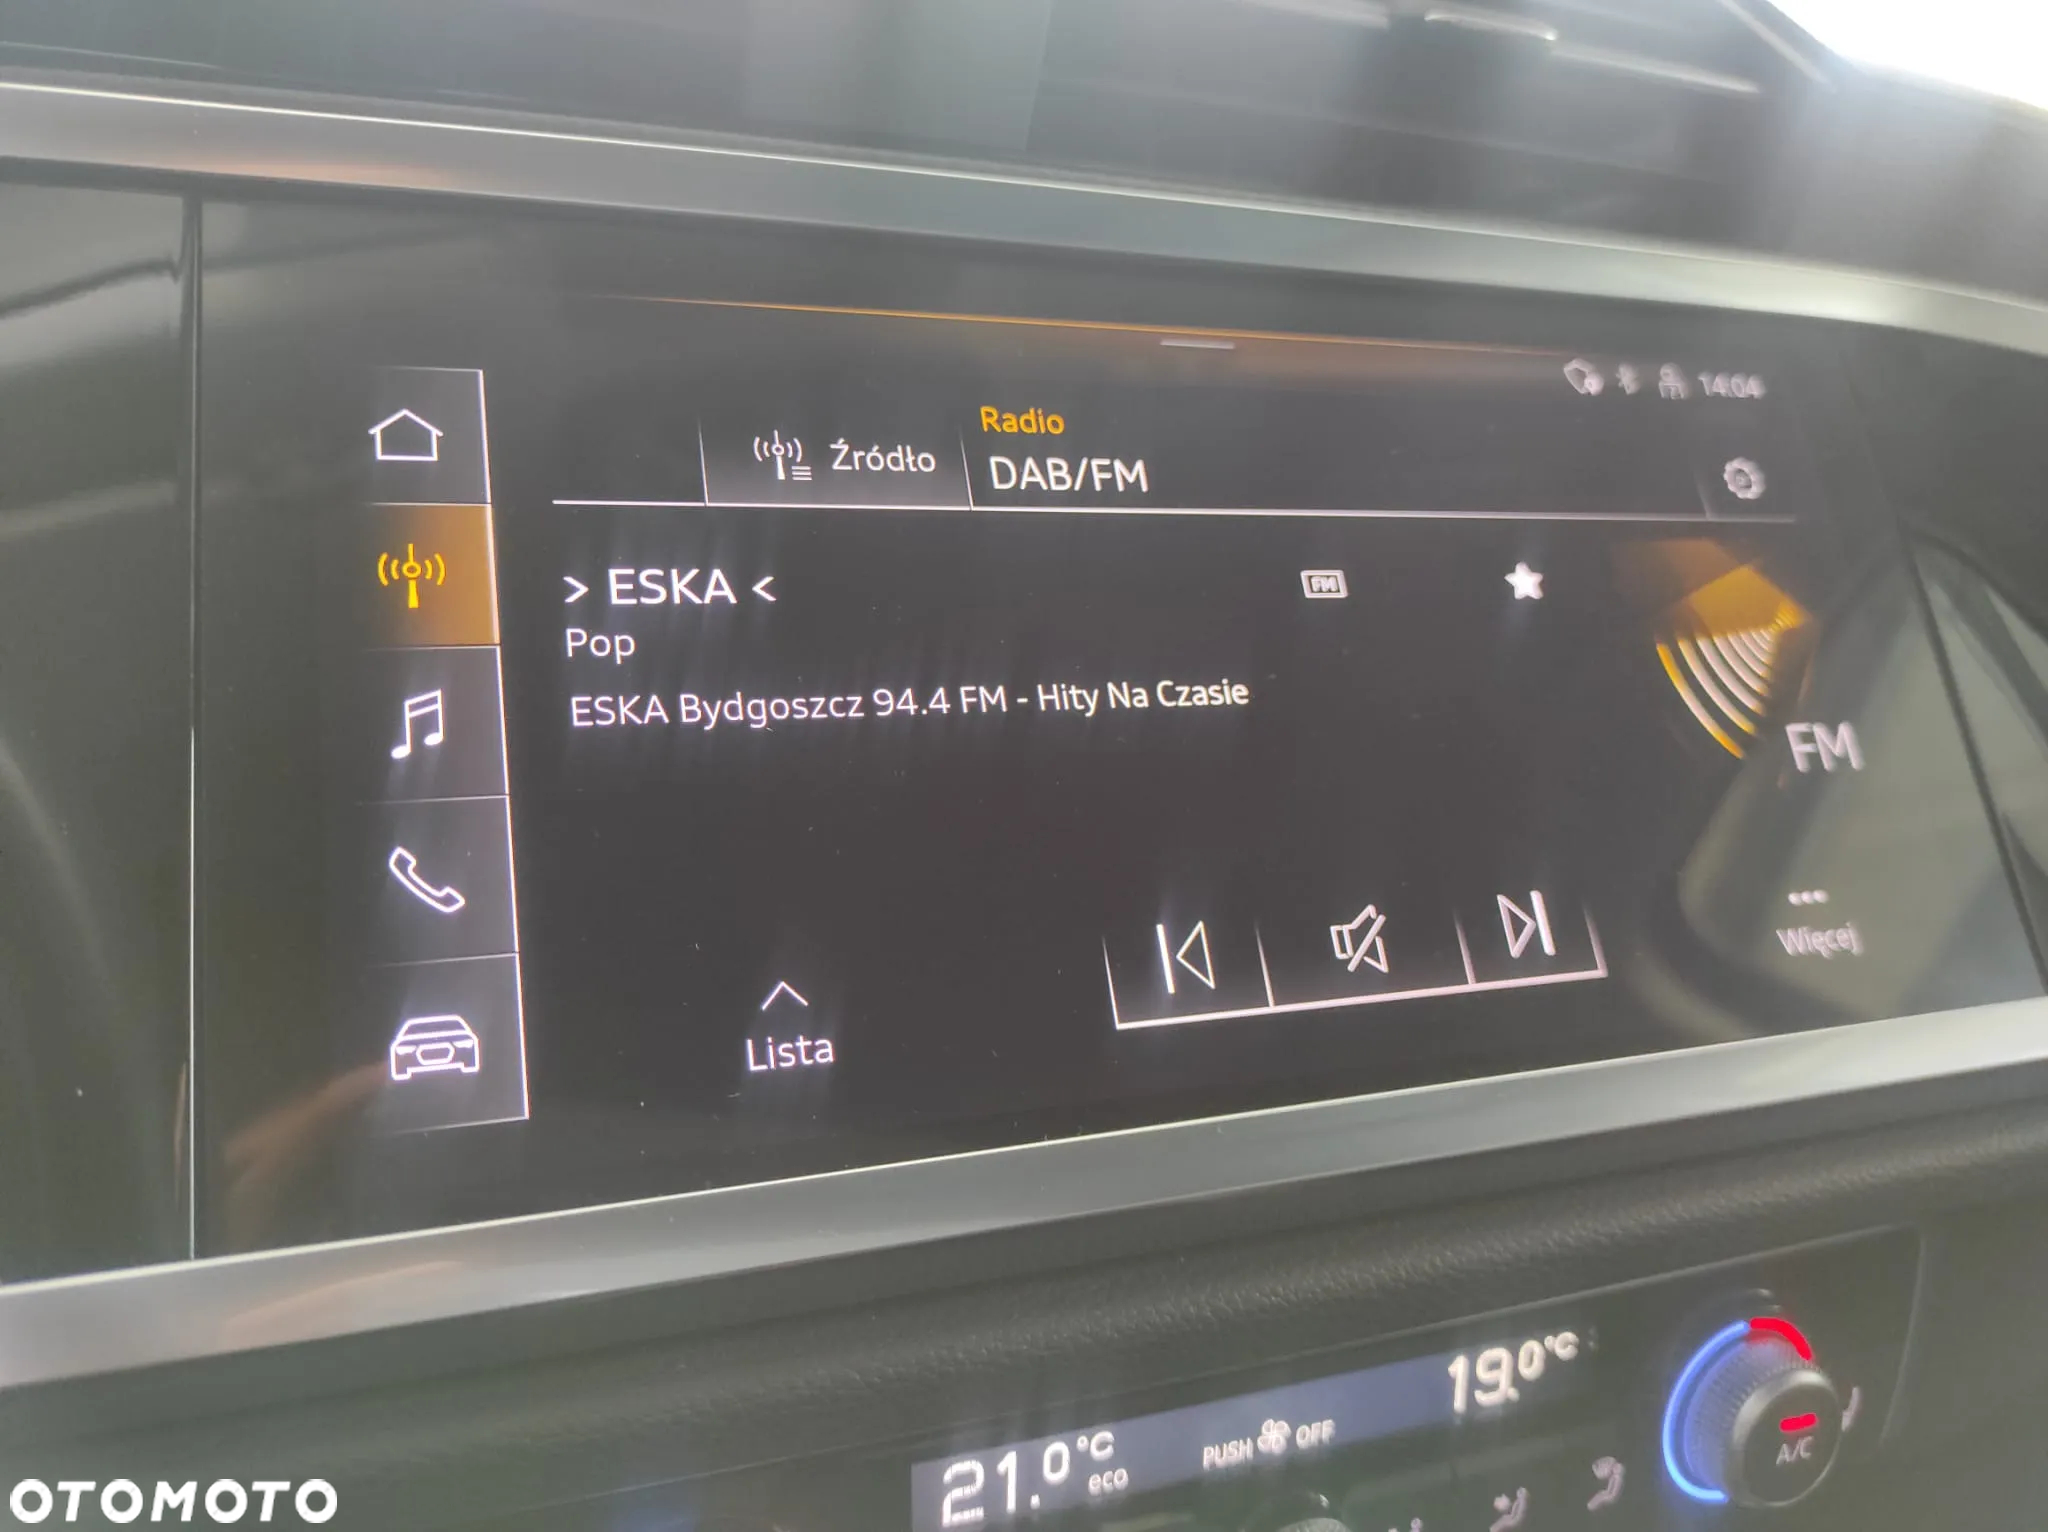 14:04
Radio
Źródło
DAB/FM
> ESKA <
FM
Pop
ESKA Bydgoszcz 94.4 FM - Hity Na Czasie
FM
Więcej
Lista
19.0°C
21.0°C
eco
PUSH OFF
A/C
OTOMOTO